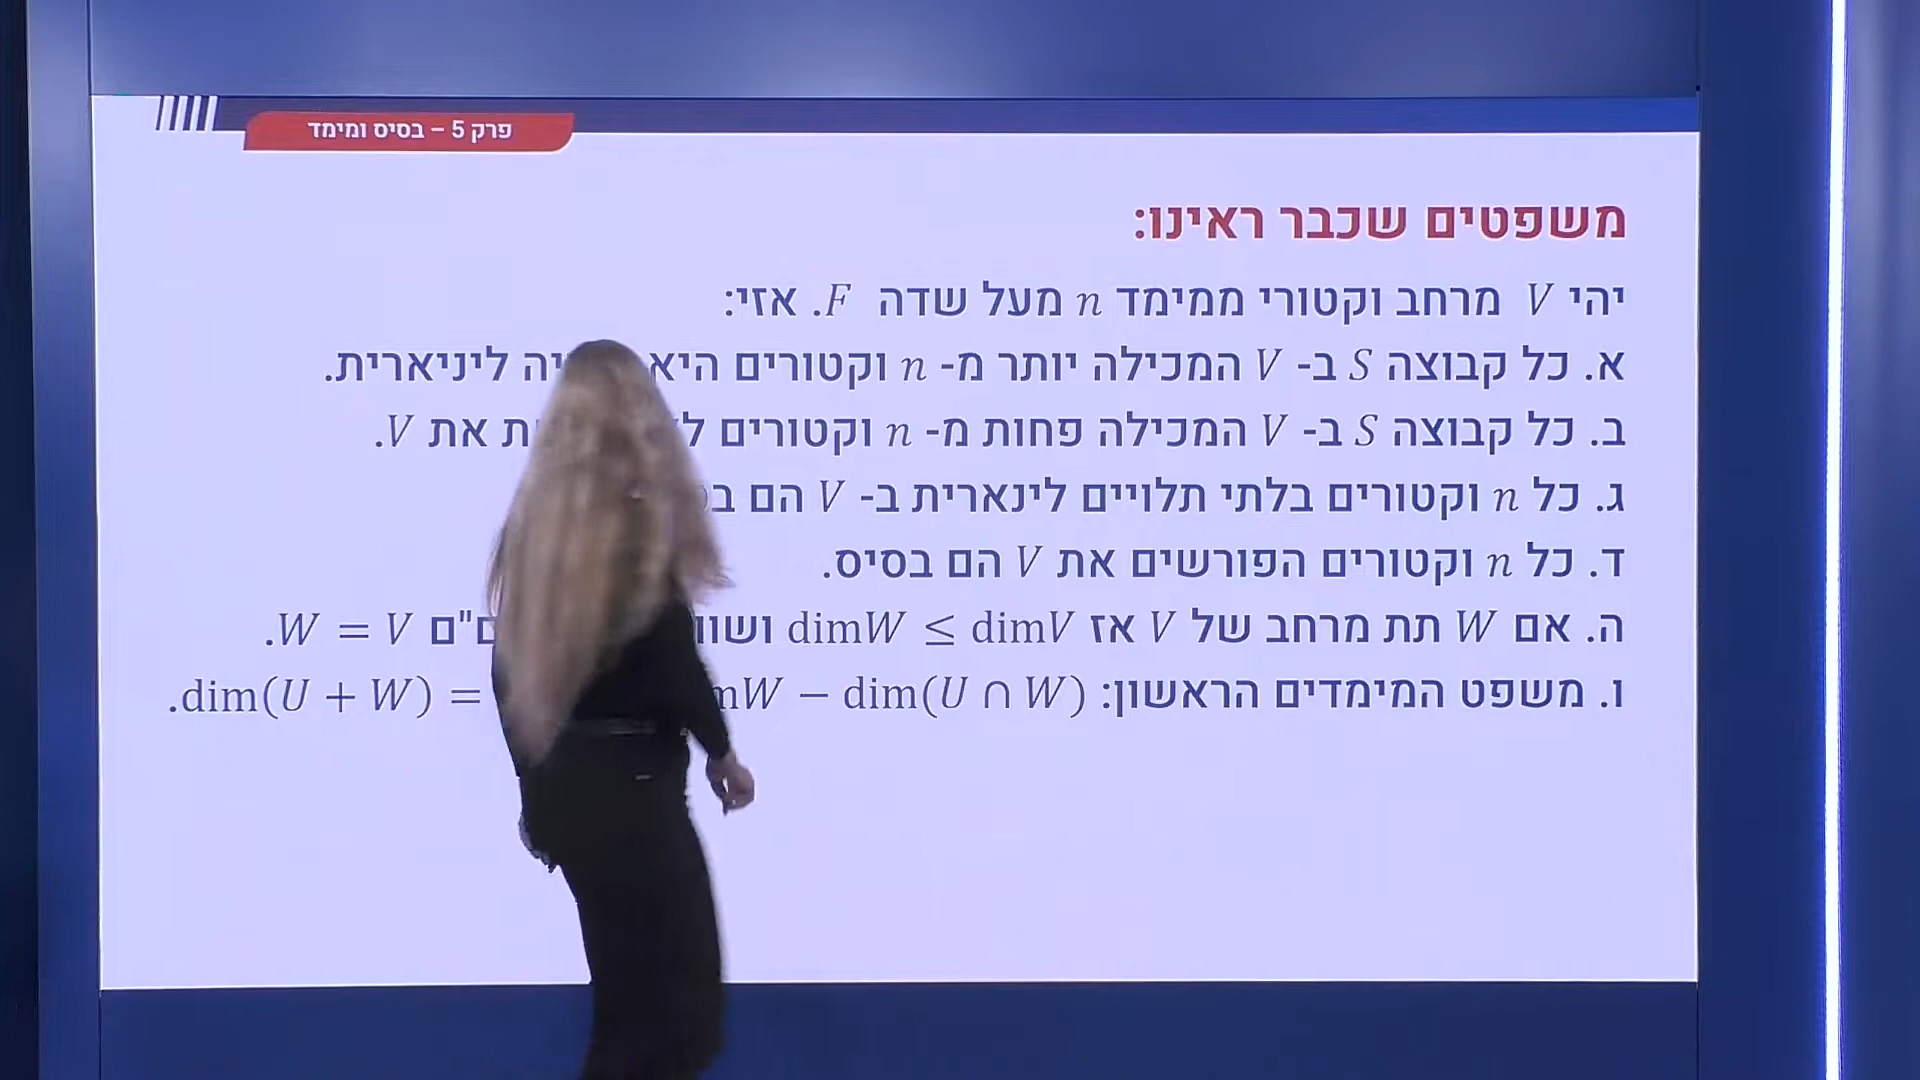 פרק 5 – בסיס ומימד
משפטים שכבר ראינו:
יהי V מרחב וקטורי ממימד n מעל שדה F. אזי:
א. כל קבוצה S ב- V המכילה יותר מ- n וקטורים היא ליניארית.
ב. כל קבוצה S ב- V המכילה פחות מ- n וקטורים את V.
ג. כל n וקטורים בלתי תלויים לינארית ב- V הם
ד. כל n וקטורים הפורשים את V הם בסיס.
ה. אם W תת מרחב של V אז dimW ≤ dimV W = V.
ו. משפט המימדים הראשון: dim(U + W) = W − dim(U ∩ W).